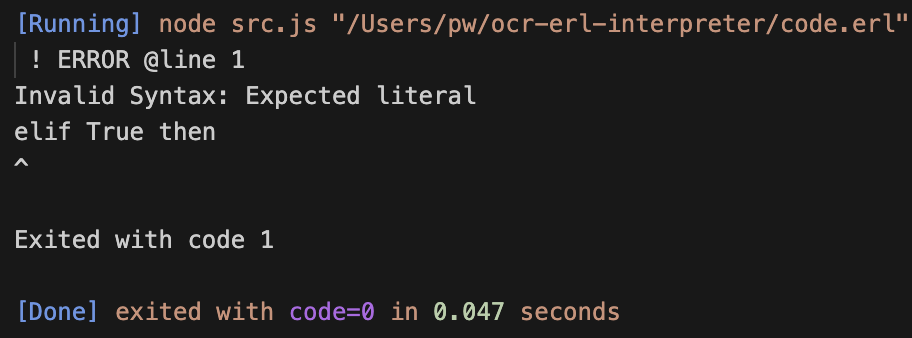 [Running] node src.js "/Users/pw/ocr-erl-interpreter/code.erl"
! ERROR @line 1
Invalid Syntax: Expected literal
elif True then
^
Exited with code 1
[Done] exited with code=0 in 0.047 seconds